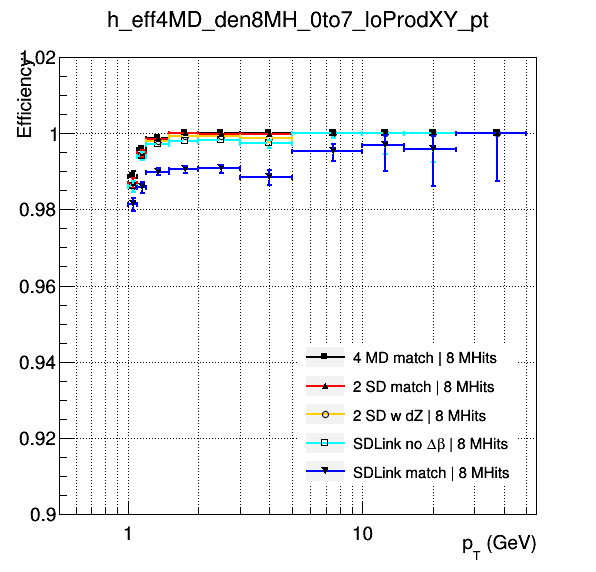 h_eff4MD_den8MH_0to7_loProdXY_pt
Efficiency
1.02
1
0.98
0.96
0.94
0.92
0.9
4 MD match | 8 MHits
2 SD match | 8 MHits
2 SD w dZ | 8 MHits
SDLink no Δβ | 8 MHits
SDLink match | 8 MHits
1 10
p_T (GeV)